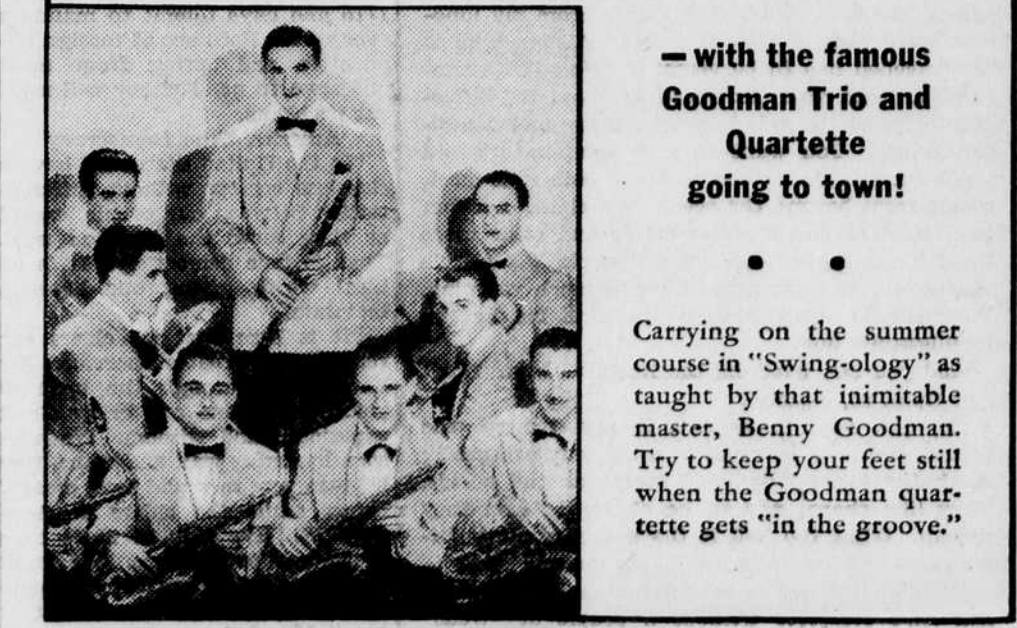 — with the famous
Goodman Trio and
Quartette
going to town!
• •
Carrying on the summer
course in "Swing-ology" as
taught by that inimitable
master, Benny Goodman.
Try to keep your feet still
when the Goodman quar-
tette gets "in the groove."